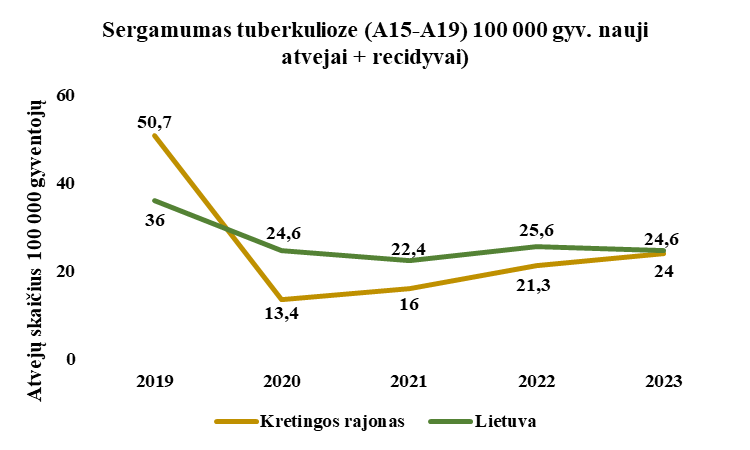 Sergamumas tuberkulioze (A15-A19) 100 000 gyv. nauji
atvejai + recidyvai)
Atvejų skaičius 100 000 gyventojų
60
40
20
0
50,7
36
24,6
13,4
22,4
16
25,6
21,3
24,6
24
2019 2020 2021 2022 2023
Kretingos rajonas Lietuva